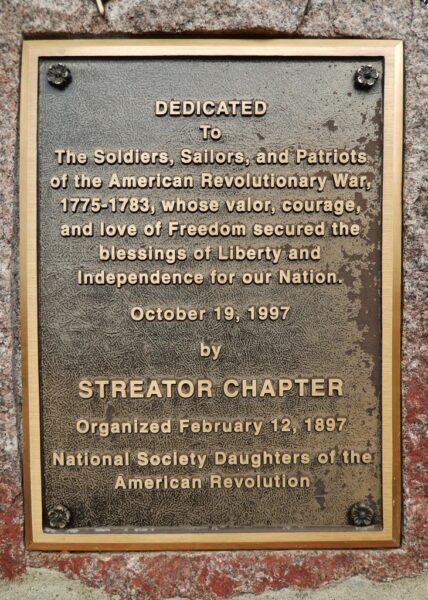 DEDICATED
To
The Soldiers, Sailors, and Patriots
of the American Revolutionary War,
1775-1783, whose valor, courage,
and love of Freedom secured the
blessings of Liberty and
Independence for our Nation.
October 19, 1997
by
STREATOR CHAPTER
Organized February 12, 1897
National Society Daughters of the
American Revolution